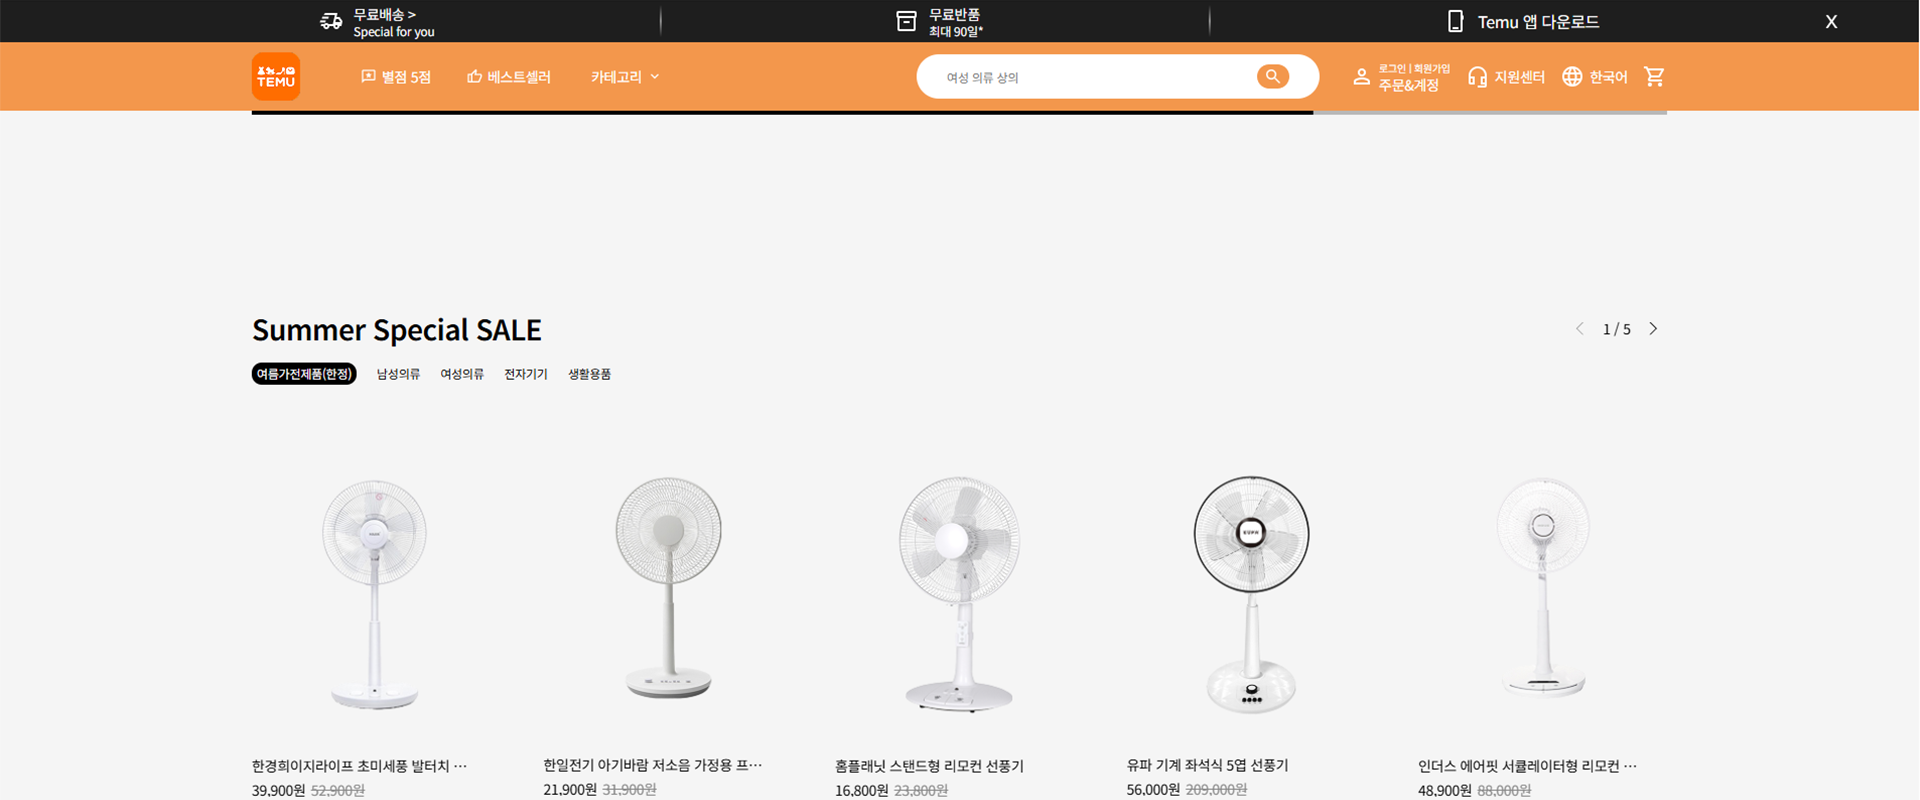 무료배송 >
Special for you
무료반품
최대 90일*
Temu 앱 다운로드
X
TEMU
별점 5점
베스트셀러
카테고리
여성 의류 상의
로그인 | 회원가입
주문&계정
지원센터
한국어
Summer Special SALE
1 / 5
여름가전제품(한정)
남성의류
여성의류
전자기기
생활용품
한경희이지라이프 초미세풍 발터치 ···
39,900원 52,900원
한일전기 아기바람 저소음 가정용 프···
21,900원 31,900원
홈플래닛 스탠드형 리모컨 선풍기
16,800원 23,800원
유파 기계 좌석식 5엽 선풍기
56,000원 209,000원
인더스 에어핏 서큘레이터형 리모컨 ···
48,900원 88,000원